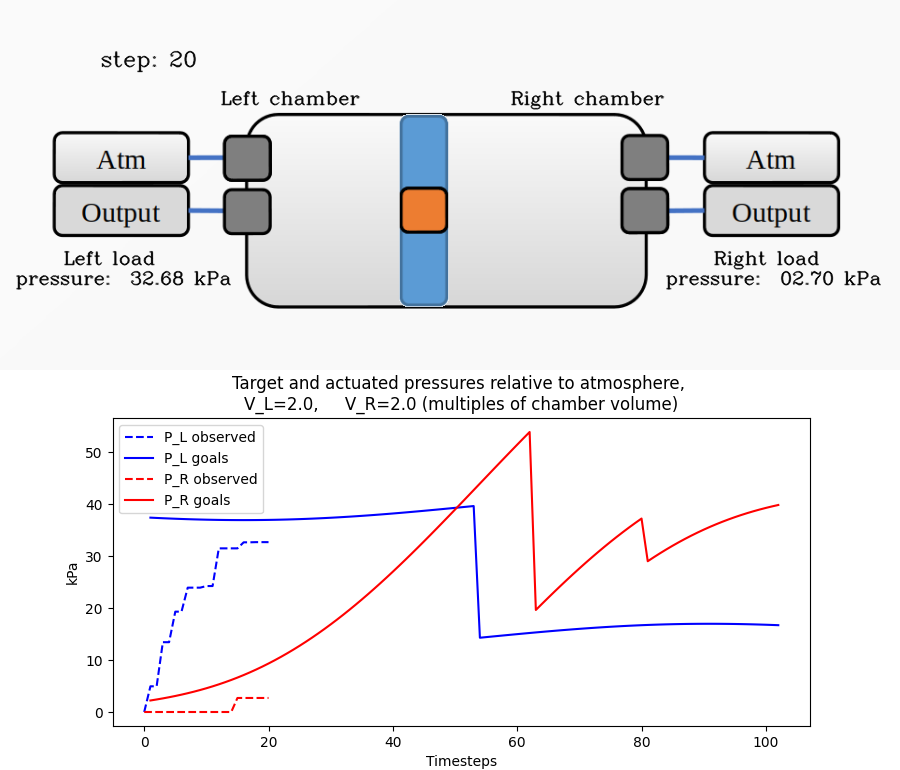 step: 20
Left chamber
Right chamber
Atm
Atm
Output
Output
Left load
pressure:  32.68 kPa
Right load
pressure:  02.70 kPa
Target and actuated pressures relative to atmosphere,
V_L=2.0,     V_R=2.0 (multiples of chamber volume)
P_L observed
P_L goals
P_R observed
P_R goals
kPa
50
40
30
20
10
0
0 20 40 60 80 100
Timesteps